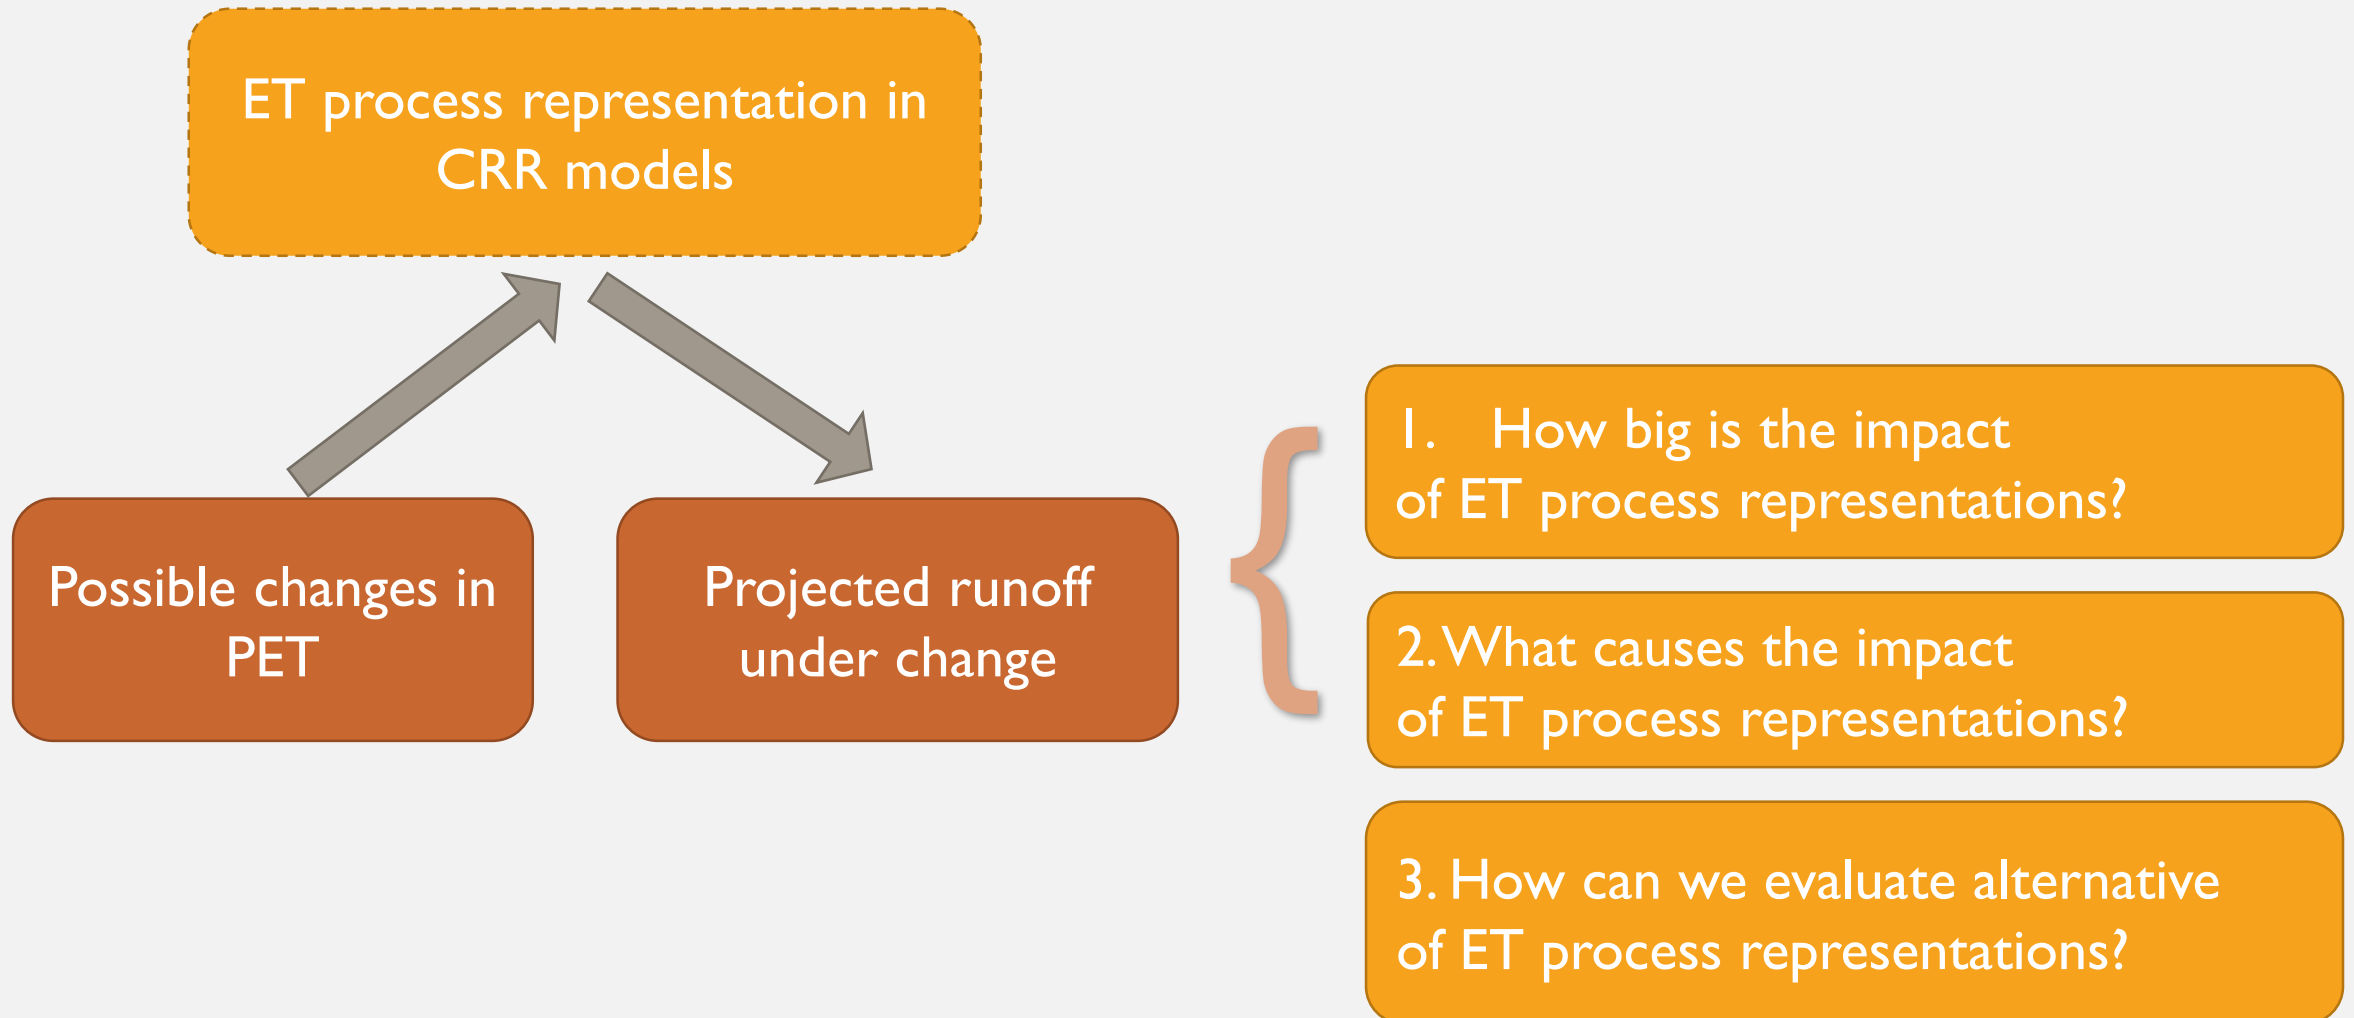 ET process representation in
CRR models
Possible changes in
PET
Projected runoff
under change
1. How big is the impact
of ET process representations?
2. What causes the impact
of ET process representations?
3. How can we evaluate alternative
of ET process representations?